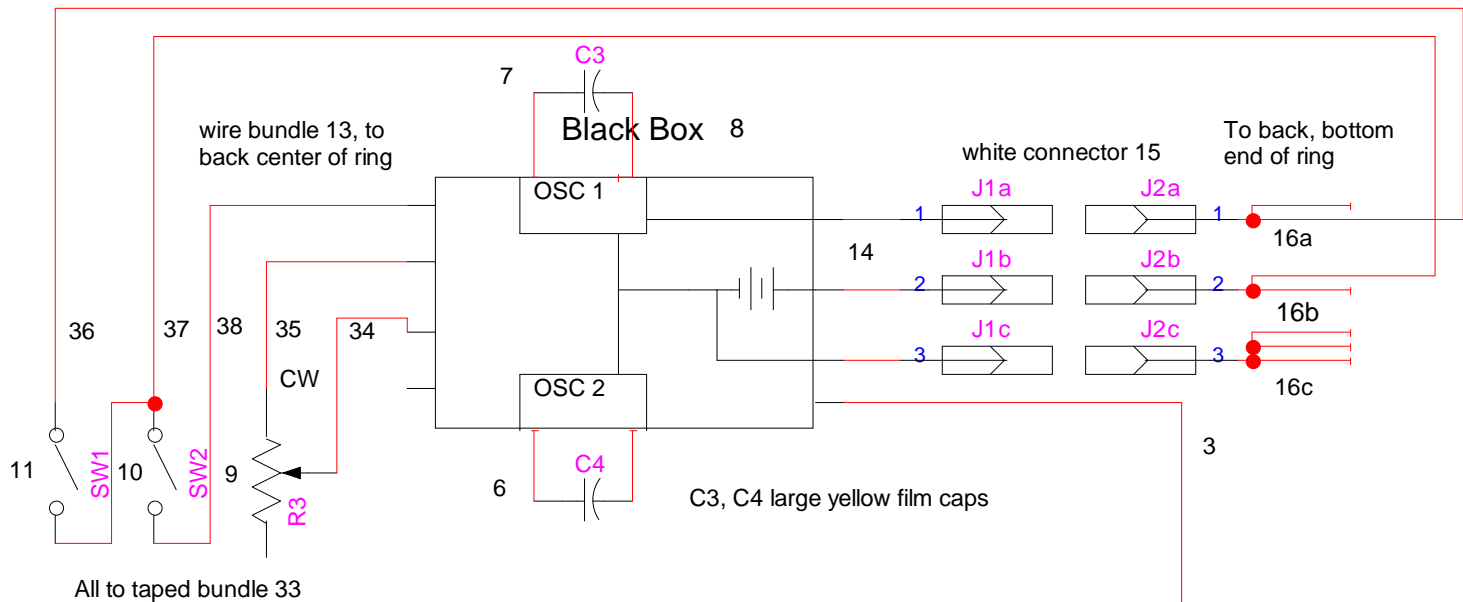 C3
7
Black Box
8
wire bundle 13, to
back center of ring
white connector 15
To back, bottom
end of ring
OSC 1
J1a
J2a
1
1
16a
14
J1b
J2b
2
2
16b
36
37
38
35
34
J1c
J2c
3
3
16c
CW
OSC 2
3
11
SW1
10
SW2
9
R3
6
C4
C3, C4 large yellow film caps
All to taped bundle 33